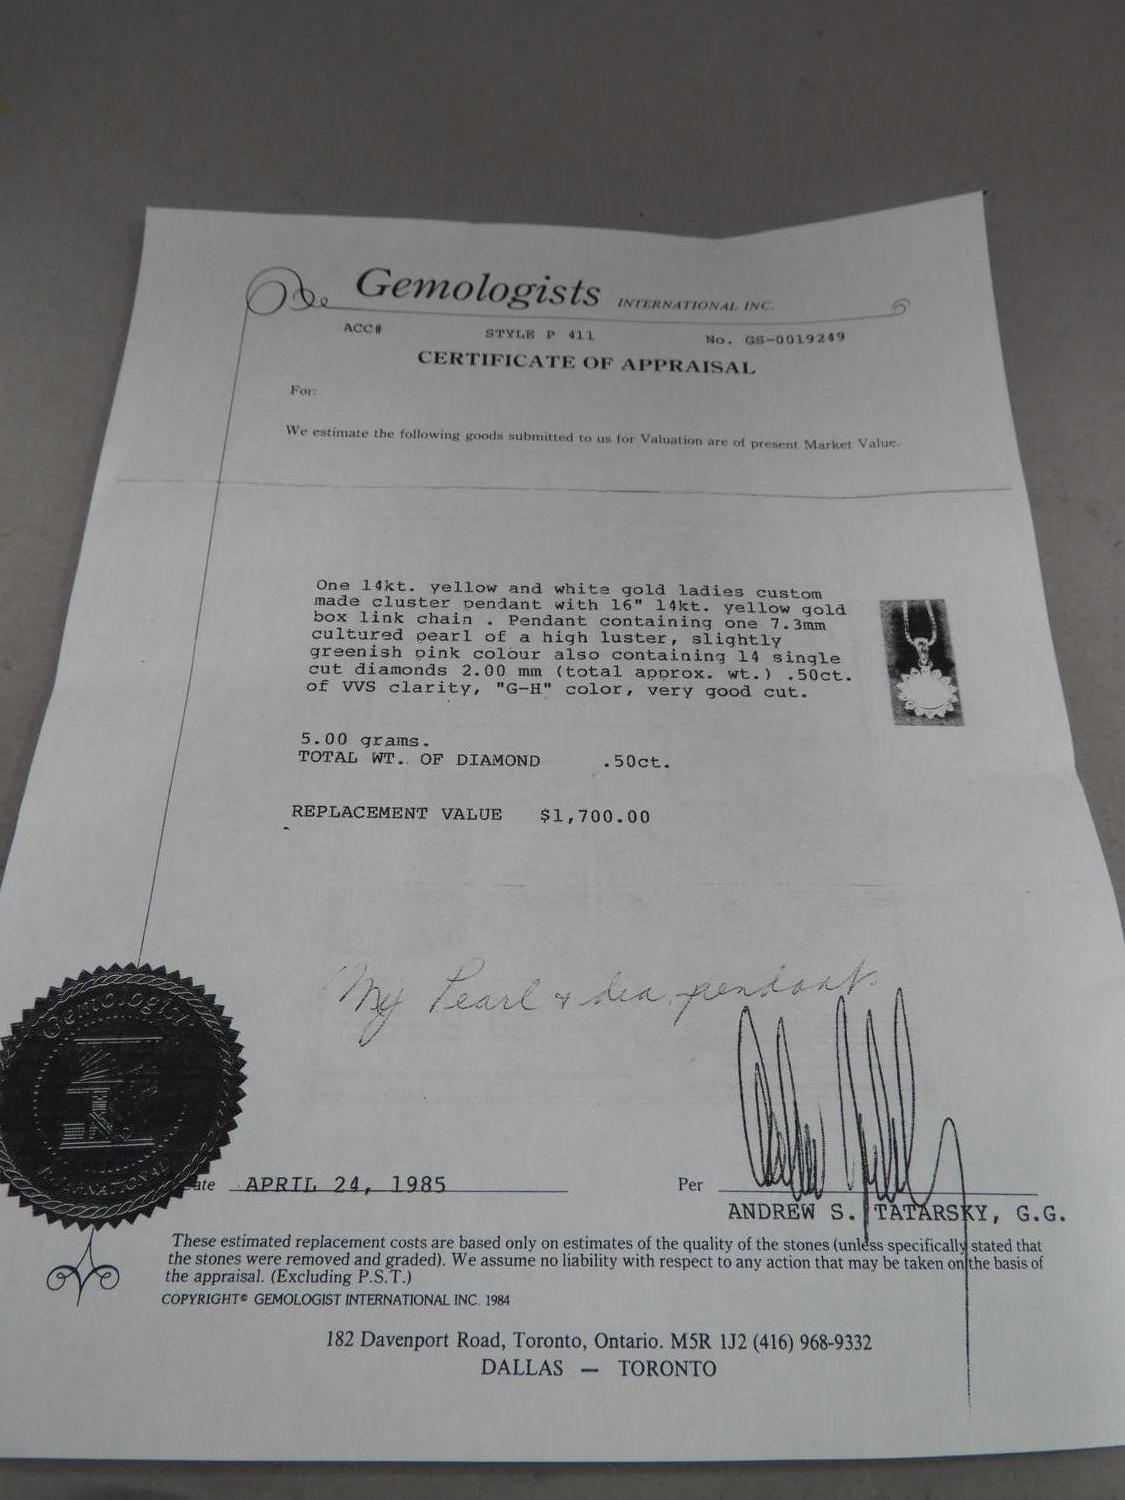 Gemologists INTERNATIONAL INC.
ACC# STYLE P 411 No. GS-0019249
CERTIFICATE OF APPRAISAL
For:
We estimate the following goods submitted to us for Valuation are of present Market Value.
One 14kt. yellow and white gold ladies custom
made cluster pendant with 16" 14kt. yellow gold
box link chain . Pendant containing one 7.3mm
cultured pearl of a high luster, slightly
greenish pink colour also containing 14 single
cut diamonds 2.00 mm (total approx. wt.) .50ct.
of VVS clarity, "G-H" color, very good cut.
5.00 grams.
TOTAL WT.. OF DIAMOND .50ct.
REPLACEMENT VALUE $1,700.00
My Pearl + dia pendant.
Gemologist
INTERNATIONAL
ate APRIL 24, 1985 Per
ANDREW S. TATARSKY, G.G.
These estimated replacement costs are based only on estimates of the quality of the stones (unless specifically stated that
the stones were removed and graded). We assume no liability with respect to any action that may be taken on the basis of
the appraisal. (Excluding P.S.T.)
COPYRIGHT© GEMOLOGIST INTERNATIONAL INC. 1984
182 Davenport Road, Toronto, Ontario. M5R 1J2 (416) 968-9332
DALLAS — TORONTO